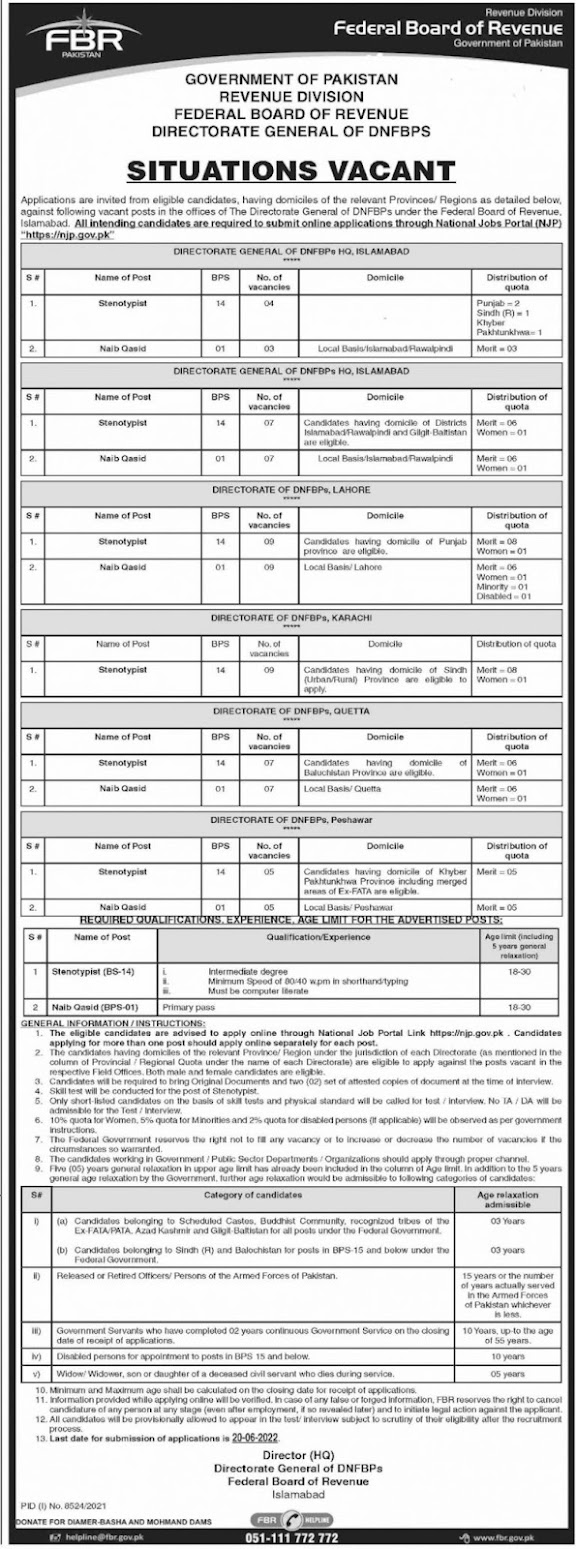 FBR
PAKISTAN
Revenue Division
Federal Board of Revenue
Government of Pakistan
GOVERNMENT OF PAKISTAN
REVENUE DIVISION
FEDERAL BOARD OF REVENUE
DIRECTORATE GENERAL OF DNFBPS
SITUATIONS VACANT
Applications are invited from eligible candidates, having domiciles of the relevant Provinces/ Regions as detailed below,
against following vacant posts in the offices of The Directorate General of DNFBPs under the Federal Board of Revenue,
Islamabad. All intending candidates are required to submit online applications through National Jobs Portal (NJP)
"https://njp.gov.pk"
DIRECTORATE GENERAL OF DNFBPs HQ, ISLAMABAD
*****
S # Name of Post BPS No. of vacancies Domicile Distribution of quota
1. Stenotypist 14 04 Punjab = 2
Sindh (R) = 1
Khyber
Pakhtunkhwa= 1
2. Naib Qasid 01 03 Local Basis/Islamabad/Rawalpindi Merit = 03
DIRECTORATE GENERAL OF DNFBPs HQ, ISLAMABAD
*****
S # Name of Post BPS No. of vacancies Domicile Distribution of quota
1. Stenotypist 14 07 Candidates having domicile of Districts Merit = 06
Islamabad/Rawalpindi and Gilgit-Baltistan Women = 01
are eligible.
2. Naib Qasid 01 07 Local Basis/Islamabad/Rawalpindi Merit = 06
Women = 01
DIRECTORATE OF DNFBPs, LAHORE
*****
S # Name of Post BPS No. of vacancies Domicile Distribution of quota
1. Stenotypist 14 09 Candidates having domicile of Punjab Merit = 08
province are eligible. Women = 01
2. Naib Qasid 01 09 Local Basis/ Lahore Merit = 06
Women = 01
Minority = 01
Disabled = 01
DIRECTORATE OF DNFBPs, KARACHI
*****
S # Name of Post BPS No. of vacancies Domicile Distribution of quota
1. Stenotypist 14 09 Candidates having domicile of Sindh Merit = 08
(Urban/Rural) Province are eligible to Women = 01
apply.
DIRECTORATE OF DNFBPs, QUETTA
*****
S # Name of Post BPS No. of vacancies Domicile Distribution of quota
1. Stenotypist 14 07 Candidates having domicile of Merit = 06
Baluchistan Province are eligible. Women = 01
2. Naib Qasid 01 07 Local Basis/ Quetta Merit = 06
Women = 01
DIRECTORATE OF DNFBPs, Peshawar
*****
S # Name of Post BPS No. of vacancies Domicile Distribution of quota
1. Stenotypist 14 05 Candidates having domicile of Khyber Merit = 05
Pakhtunkhwa Province including merged
areas of Ex-FATA are eligible.
2. Naib Qasid 01 05 Local Basis/ Peshawar Merit = 05
REQUIRED QUALIFICATIONS, EXPERIENCE, AGE LIMIT FOR THE ADVERTISED POSTS:
S # Name of Post Qualification/Experience Age limit (including 5 years general relaxation)
1 Stenotypist (BS-14) i. Intermediate degree 18-30
ii. Minimum Speed of 80/40 w.pm in shorthand/typing
iii. Must be computer literate
2 Naib Qasid (BPS-01) Primary pass 18-30
GENERAL INFORMATION / INSTRUCTIONS:
1. The eligible candidates are advised to apply online through National Job Portal Link https://njp.gov.pk . Candidates
applying for more than one post should apply online separately for each post.
2. The candidates having domiciles of the relevant Province/ Region under the jurisdiction of each Directorate (as mentioned in the
column of Provincial / Regional Quota under the name of each Directorate) are eligible to apply against the posts vacant in the
respective Field Offices. Both male and female candidates are eligible.
3. Candidates will be required to bring Original Documents and two (02) set of attested copies of document at the time of interview.
4. Skill test will be conducted for the post of Stenotypist.
5. Only short-listed candidates on the basis of skill tests and physical standard will be called for test / interview. No TA / DA will be
admissible for the Test / Interview.
6. 10% quota for Women, 5% quota for Minorities and 2% quota for disabled persons (if applicable) will be observed as per government
instructions.
7. The Federal Government reserves the right not to fill any vacancy or to increase or decrease the number of vacancies if the
circumstances so warranted.
8. The candidates working in Government / Public Sector Departments / Organizations should apply through proper channel.
9. Five (05) years general relaxation in upper age limit has already been included in the column of Age limit. In addition to the 5 years
general age relaxation by the Government, further age relaxation would be admissible to following categories of candidates:
S# Category of candidates Age relaxation admissible
i) (a) Candidates belonging to Scheduled Castes, Buddhist Community, recognized tribes of the 03 Years
Ex-FATA/PATA, Azad Kashmir and Gilgit-Baltistan for all posts under the Federal Government.
(b) Candidates belonging to Sindh (R) and Balochistan for posts in BPS-15 and below under the 03 years
Federal Government.
ii) Released or Retired Officers/ Persons of the Armed Forces of Pakistan. 15 years or the number
of years actually served
in the Armed Forces
of Pakistan whichever
is less.
iii) Government Servants who have completed 02 years continuous Government Service on the closing 10 Years, up-to the age
date of receipt of applications. of 55 years.
iv) Disabled persons for appointment to posts in BPS 15 and below. 10 years
v) Widow/ Widower, son or daughter of a deceased civil servant who dies during service. 05 years
10. Minimum and Maximum age shall be calculated on the closing date for receipt of applications.
11. Information provided while applying online will be verified. In case of any false or forged information, FBR reserves the right to cancel
candidature of any person at any stage (even after employment, if so revealed later) and to initiate legal action against the applicant.
12. All candidates will be provisionally allowed to appear in the test/ interview subject to scrutiny of their eligibility after the recruitment
process.
13. Last date for submission of applications is 20-06-2022.
Director (HQ)
Directorate General of DNFBPs
Federal Board of Revenue
Islamabad
PID (I) No. 8524/2021
DONATE FOR DIAMER-BASHA AND MOHMAND DAMS
FBR HELPLINE
helpline@fbr.gov.pk
051-111 772 772
www.fbr.gov.pk